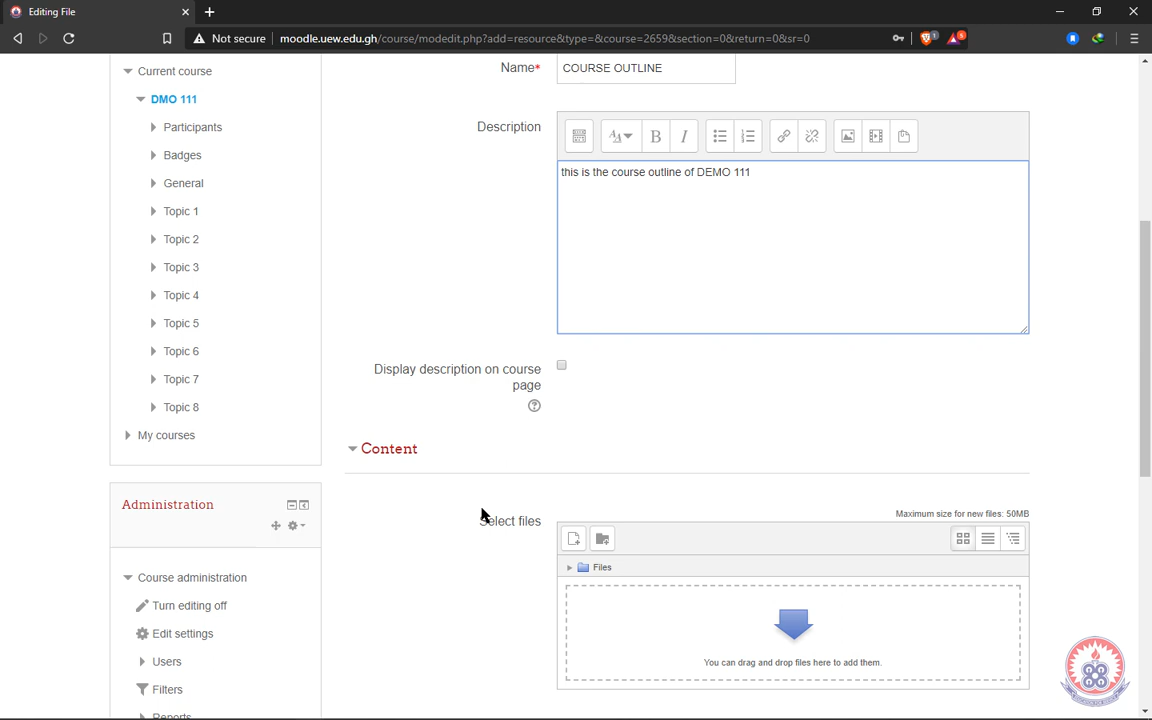 Editing File
Not secure
moodle.uew.edu.gh/course/modedit.php?add=resource&type=&course=2659&section=0&return=0&sr=0
1
5
Current course
DMO 111
Participants
Badges
General
Topic 1
Topic 2
Topic 3
Topic 4
Topic 5
Topic 6
Topic 7
Topic 8
My courses
Administration
Course administration
Turn editing off
Edit settings
Users
Filters
Reports
Name*
COURSE OUTLINE
Description
this is the course outline of DEMO 111
Display description on course
page
Content
Select files
Maximum size for new files: 50MB
Files
You can drag and drop files here to add them.